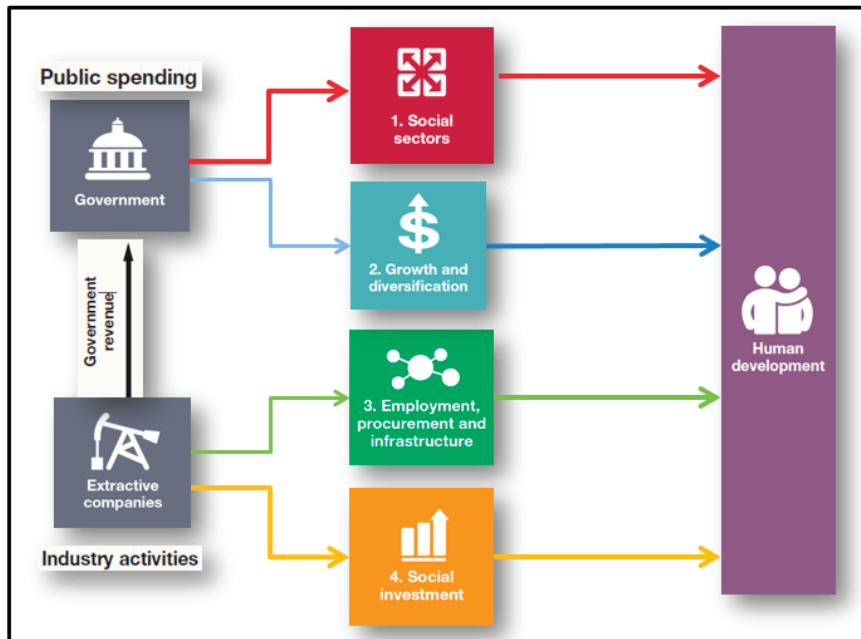 Public spending
Government
Government
revenue
Extractive
companies
Industry activities
1. Social
sectors
$
2. Growth and
diversification
3. Employment,
procurement and
infrastructure
4. Social
investment
Human
development